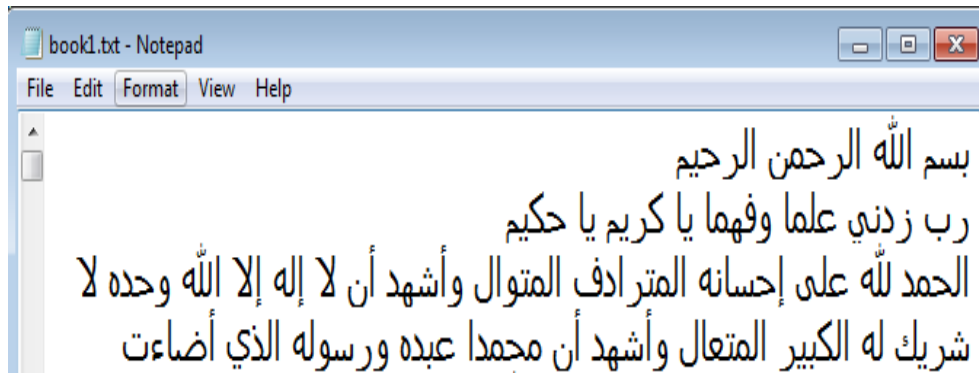 book1.txt - Notepad
File Edit Format View Help
بسم الله الرحمن الرحيم
رب زدني علما وفهما يا كريم يا حكيم
الحمد لله على إحسانه المترادف المتوال وأشهد أن لا إله إلا الله وحده لا
شريك له الكبير المتعال وأشهد أن محمدا عبده ورسوله الذي أضاءت